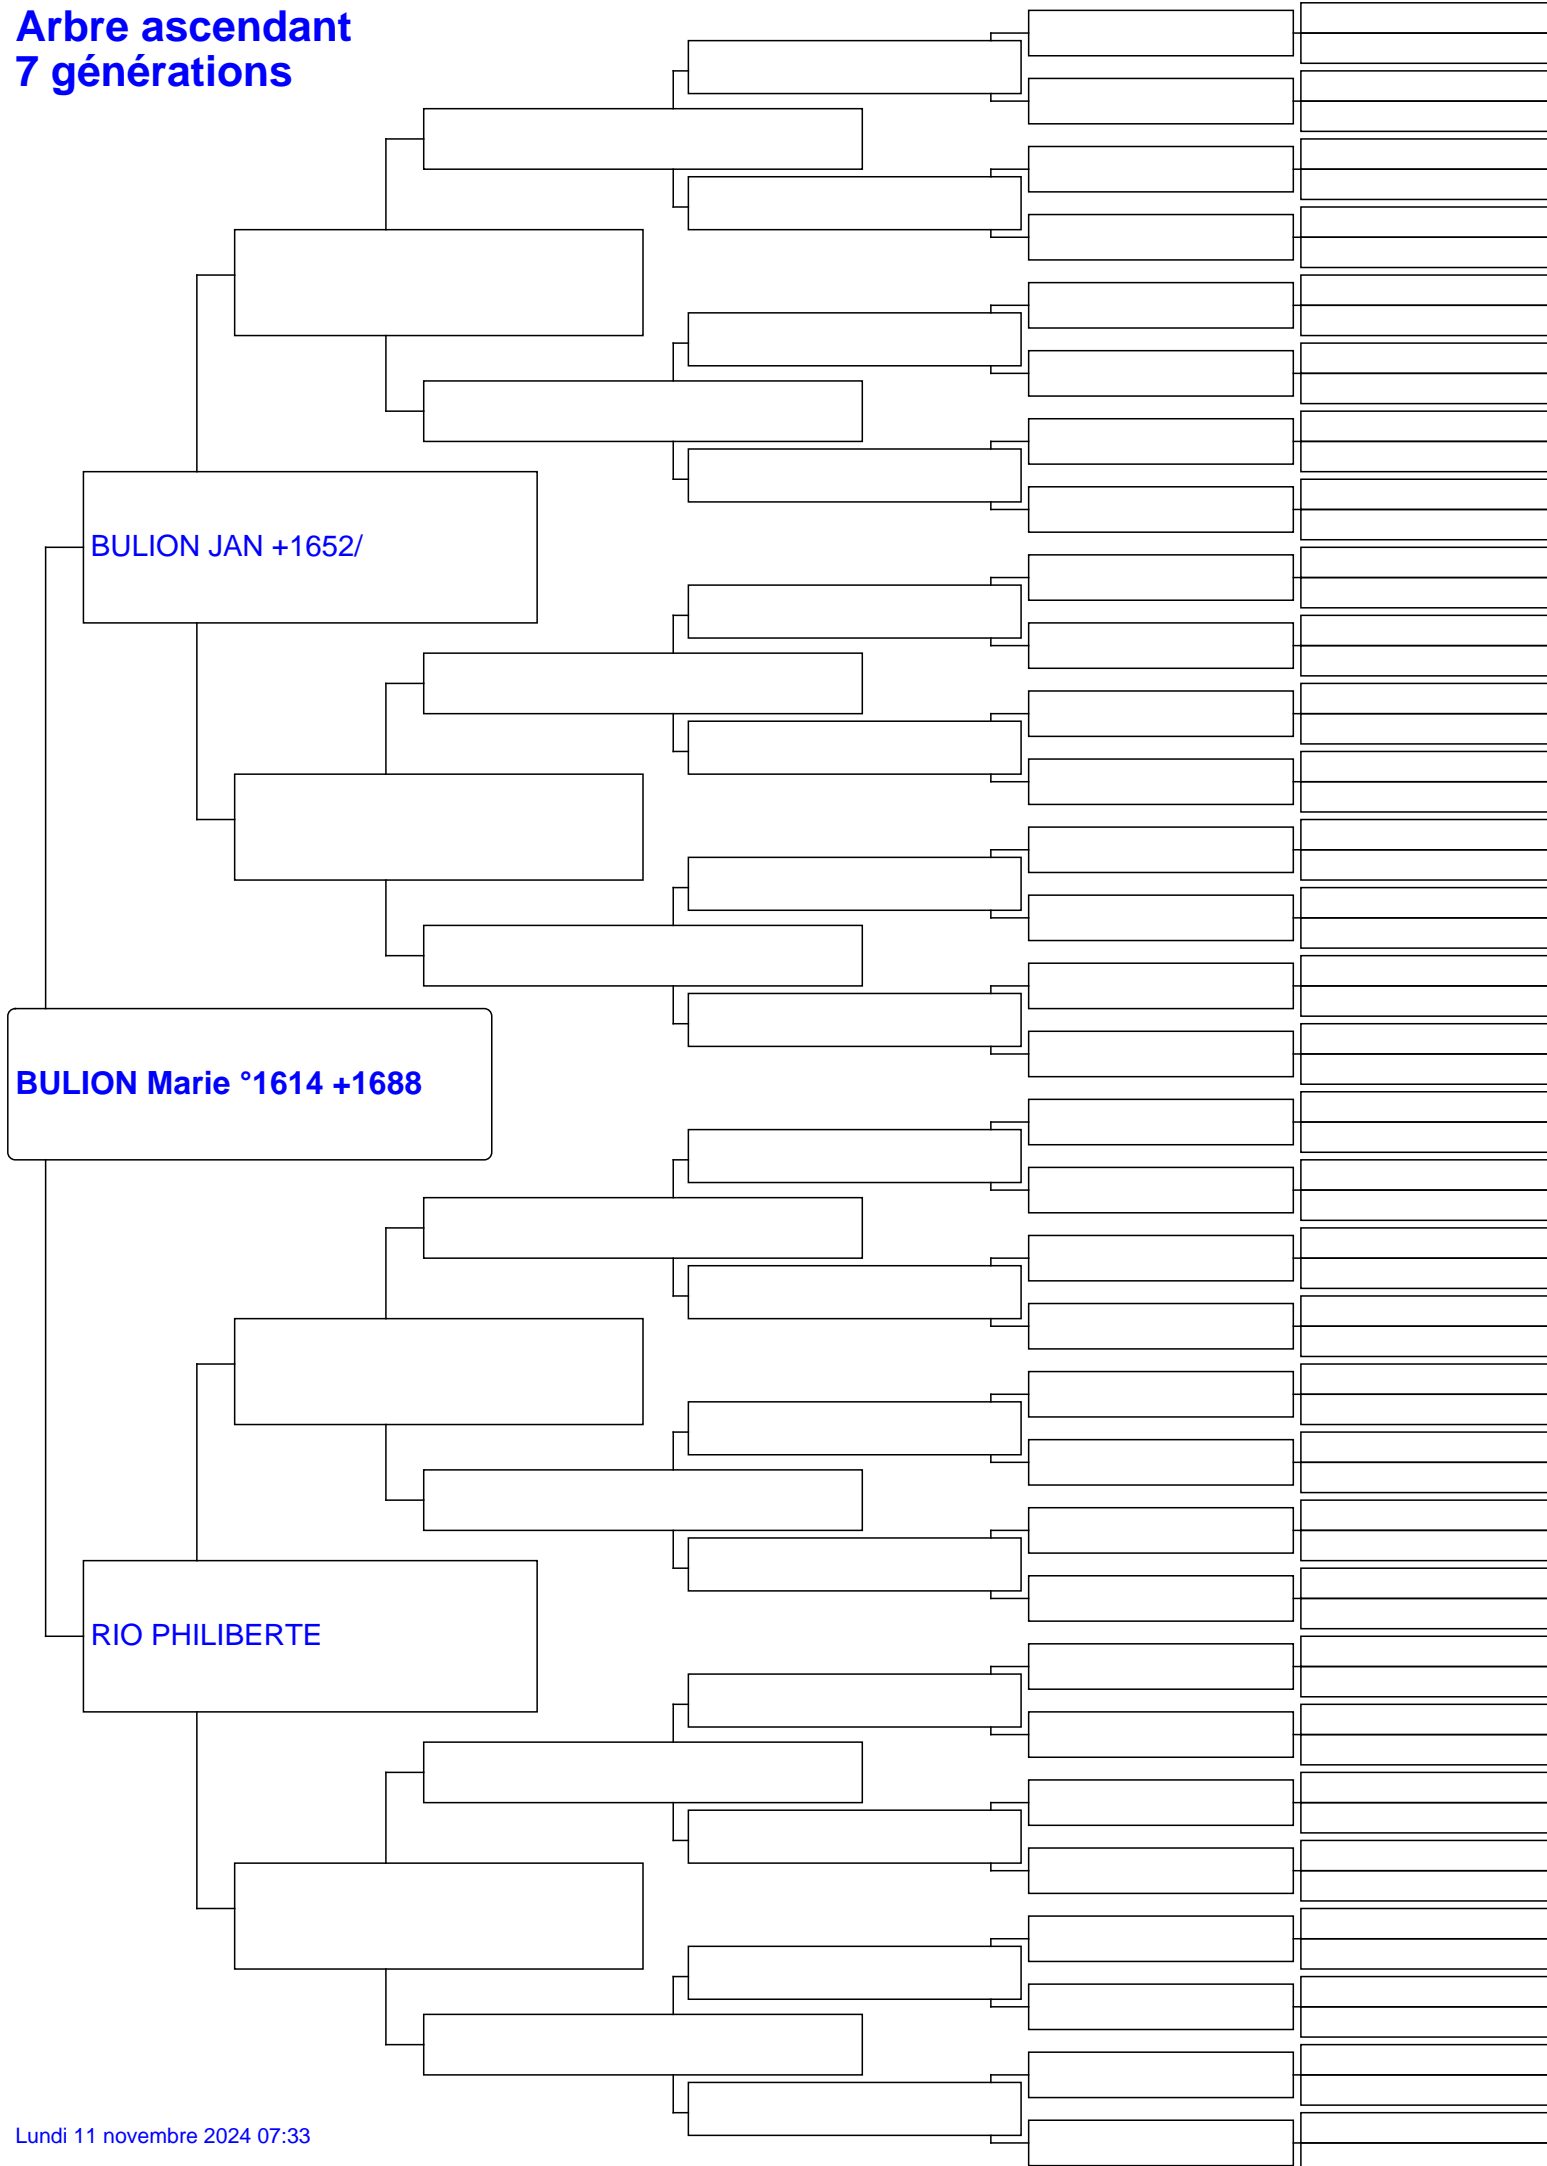 Arbre ascendant
7 générations
BULION JAN +1652/
BULION Marie °1614 +1688
RIO PHILIBERTE
Lundi 11 novembre 2024 07:33